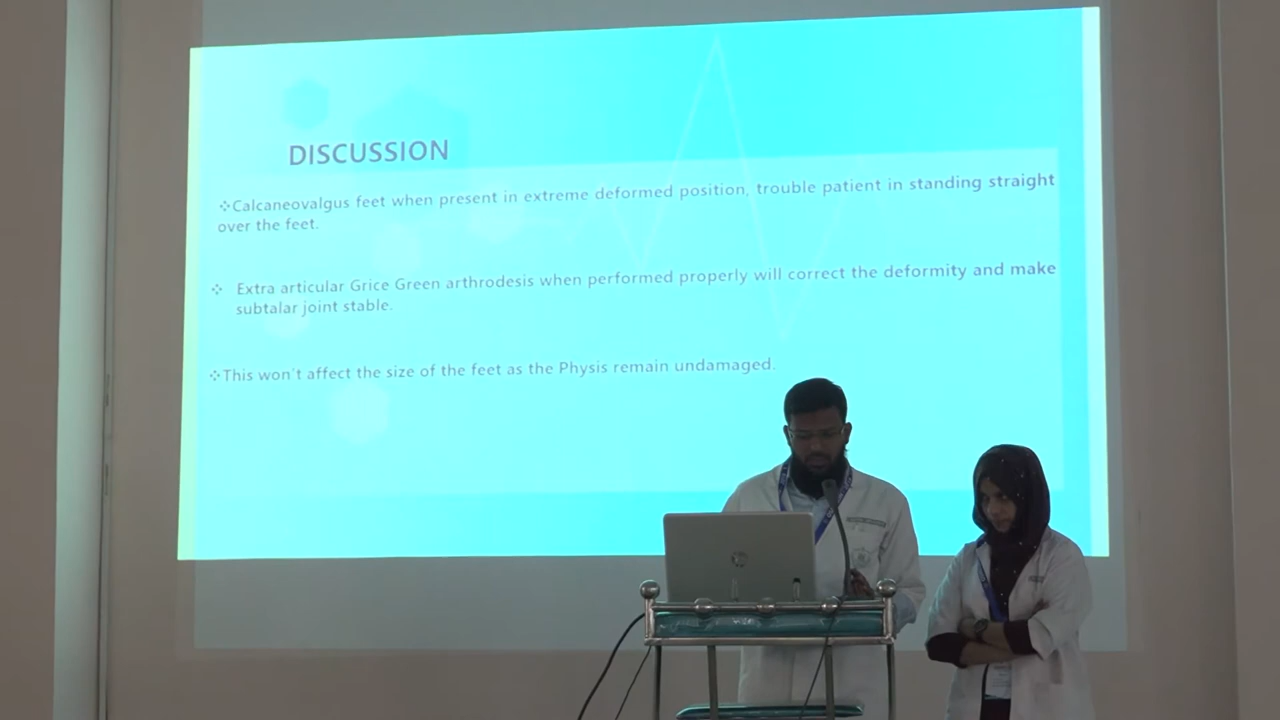 DISCUSSION
❖Calcaneovalgus feet when present in extreme deformed position, trouble patient in standing straight
over the feet.
❖ Extra articular Grice Green arthrodesis when performed properly will correct the deformity and make
subtalar joint stable.
❖This won't affect the size of the feet as the Physis remain undamaged.